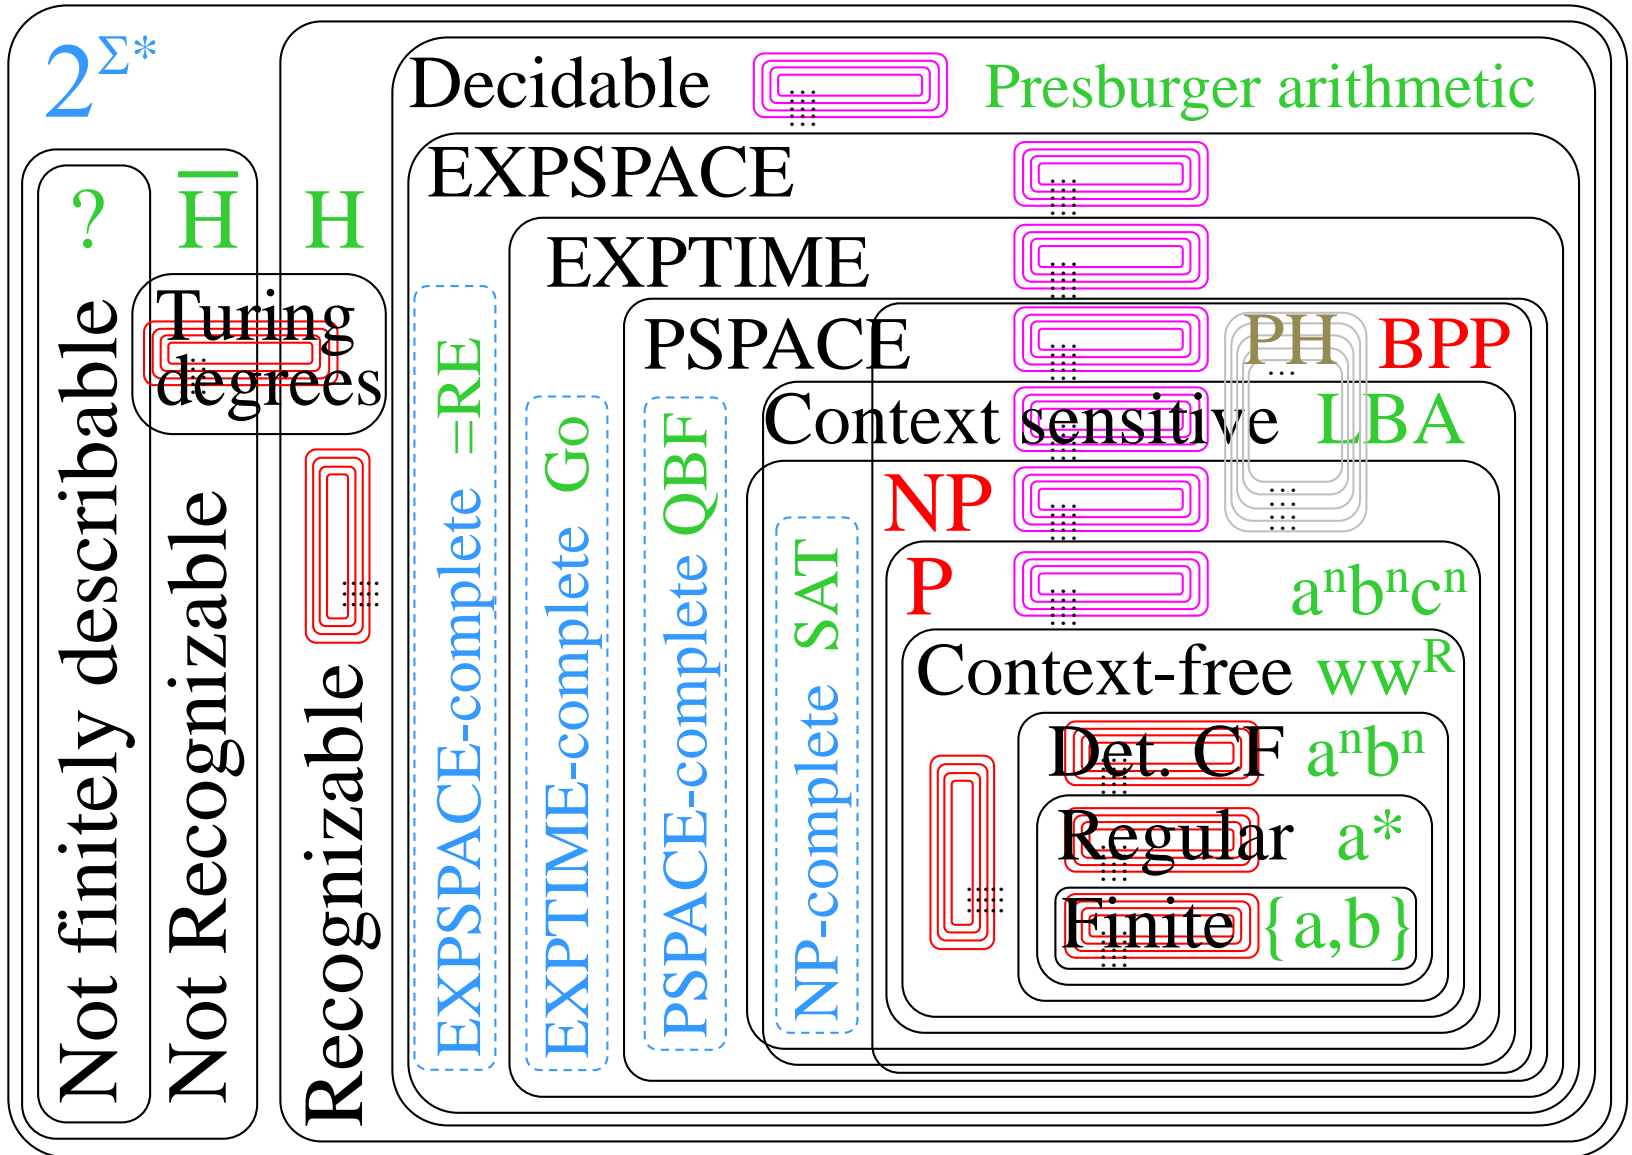 2^Σ*
Decidable
Presburger arithmetic
EXPSPACE
?
H̅
H
EXPTIME
Turing
degrees
PSPACE
PH
BPP
Context sensitive
LBA
NP
P
aⁿbⁿcⁿ
Context-free
ww^R
Det. CF
aⁿbⁿ
Regular
a*
Finite
{a,b}
Not finitely describable
Not Recognizable
Recognizable
EXPSPACE-complete =RE
EXPTIME-complete Go
PSPACE-complete QBF
NP-complete SAT